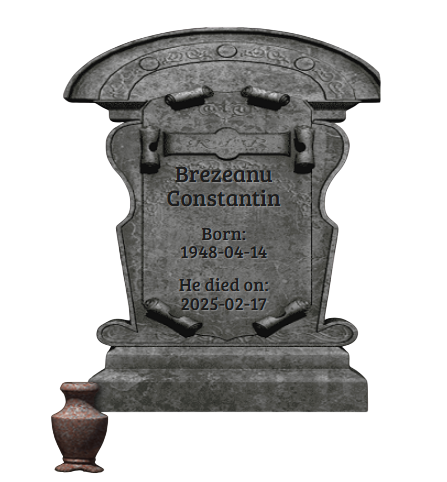 Brezeanu
Constantin
Born:
1948-04-14
He died on:
2025-02-17